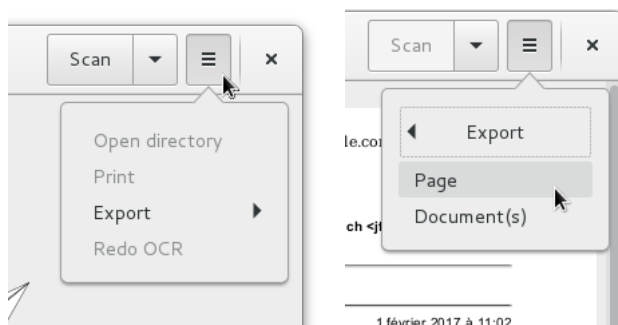 Scan
Open directory
Print
Export
Redo OCR
Scan
le.co
Export
Page
ch <jf
Document(s)
1 février 2017 à 11:02